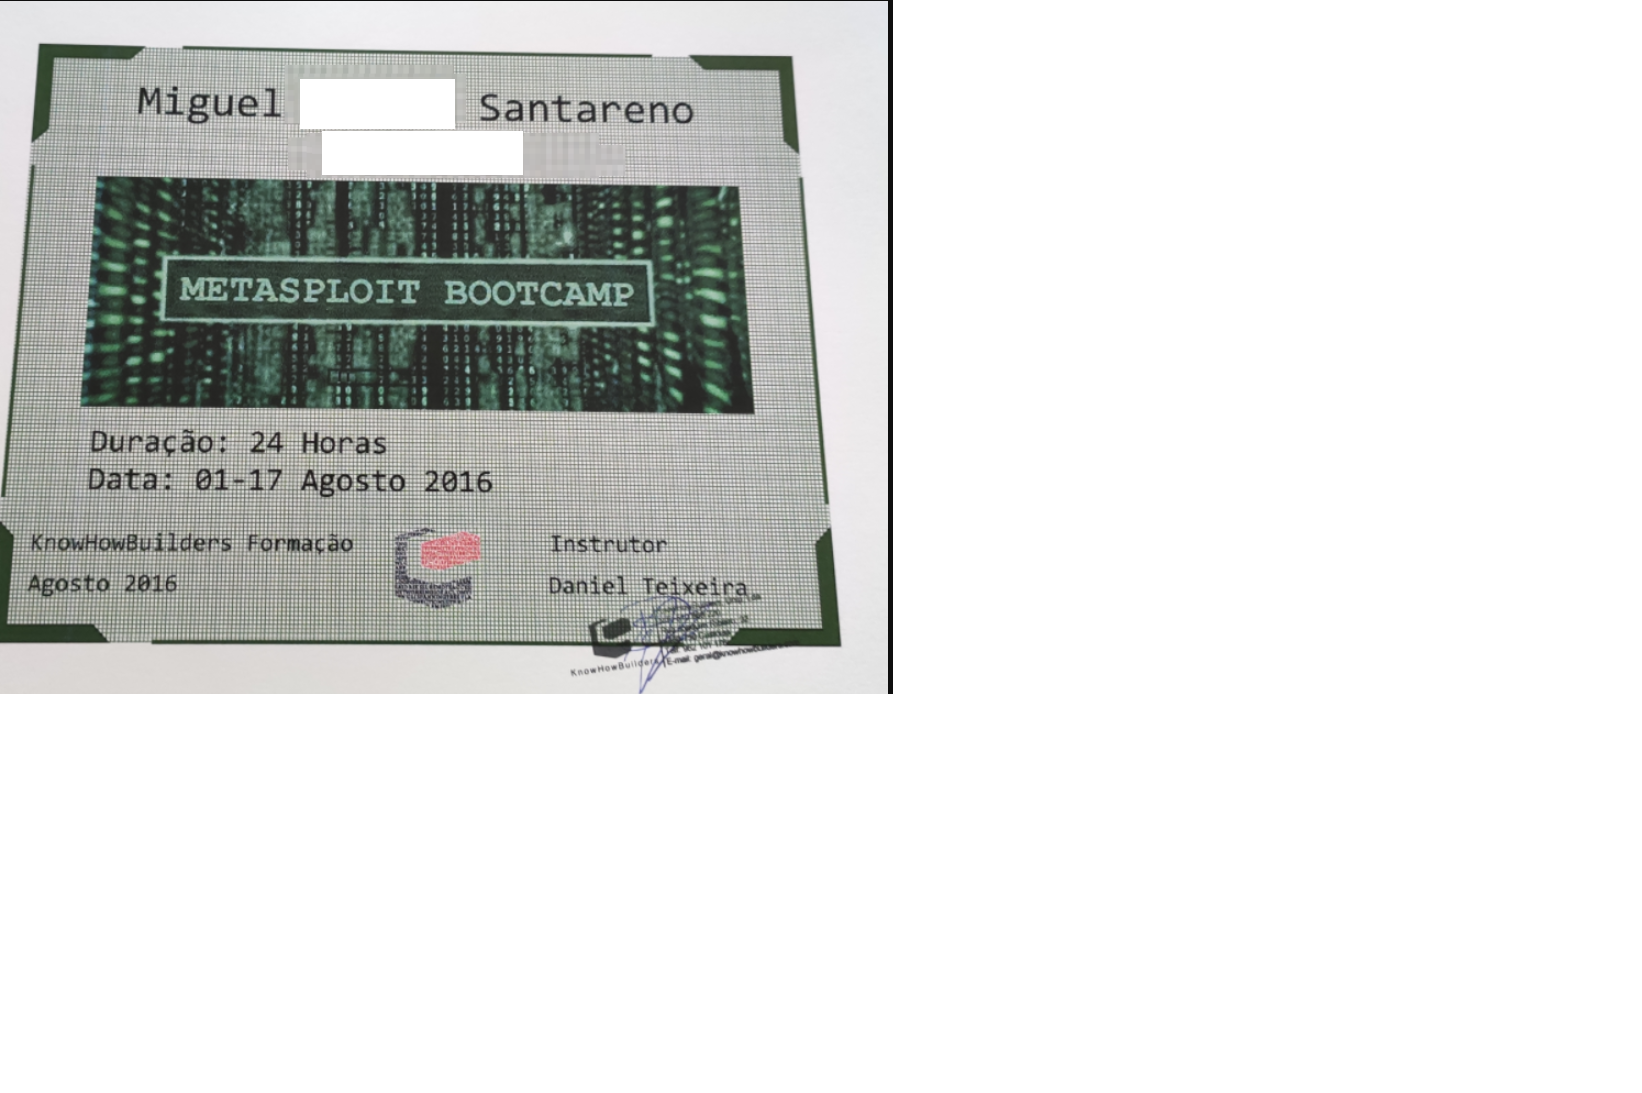 Miguel Santareno
METASPLOIT BOOTCAMP
Duração: 24 Horas
Data: 01-17 Agosto 2016
KnowHowBuilders Formação
Instrutor
Agosto 2016
Daniel Teixeira
KnowHowBuilders
E-mail: